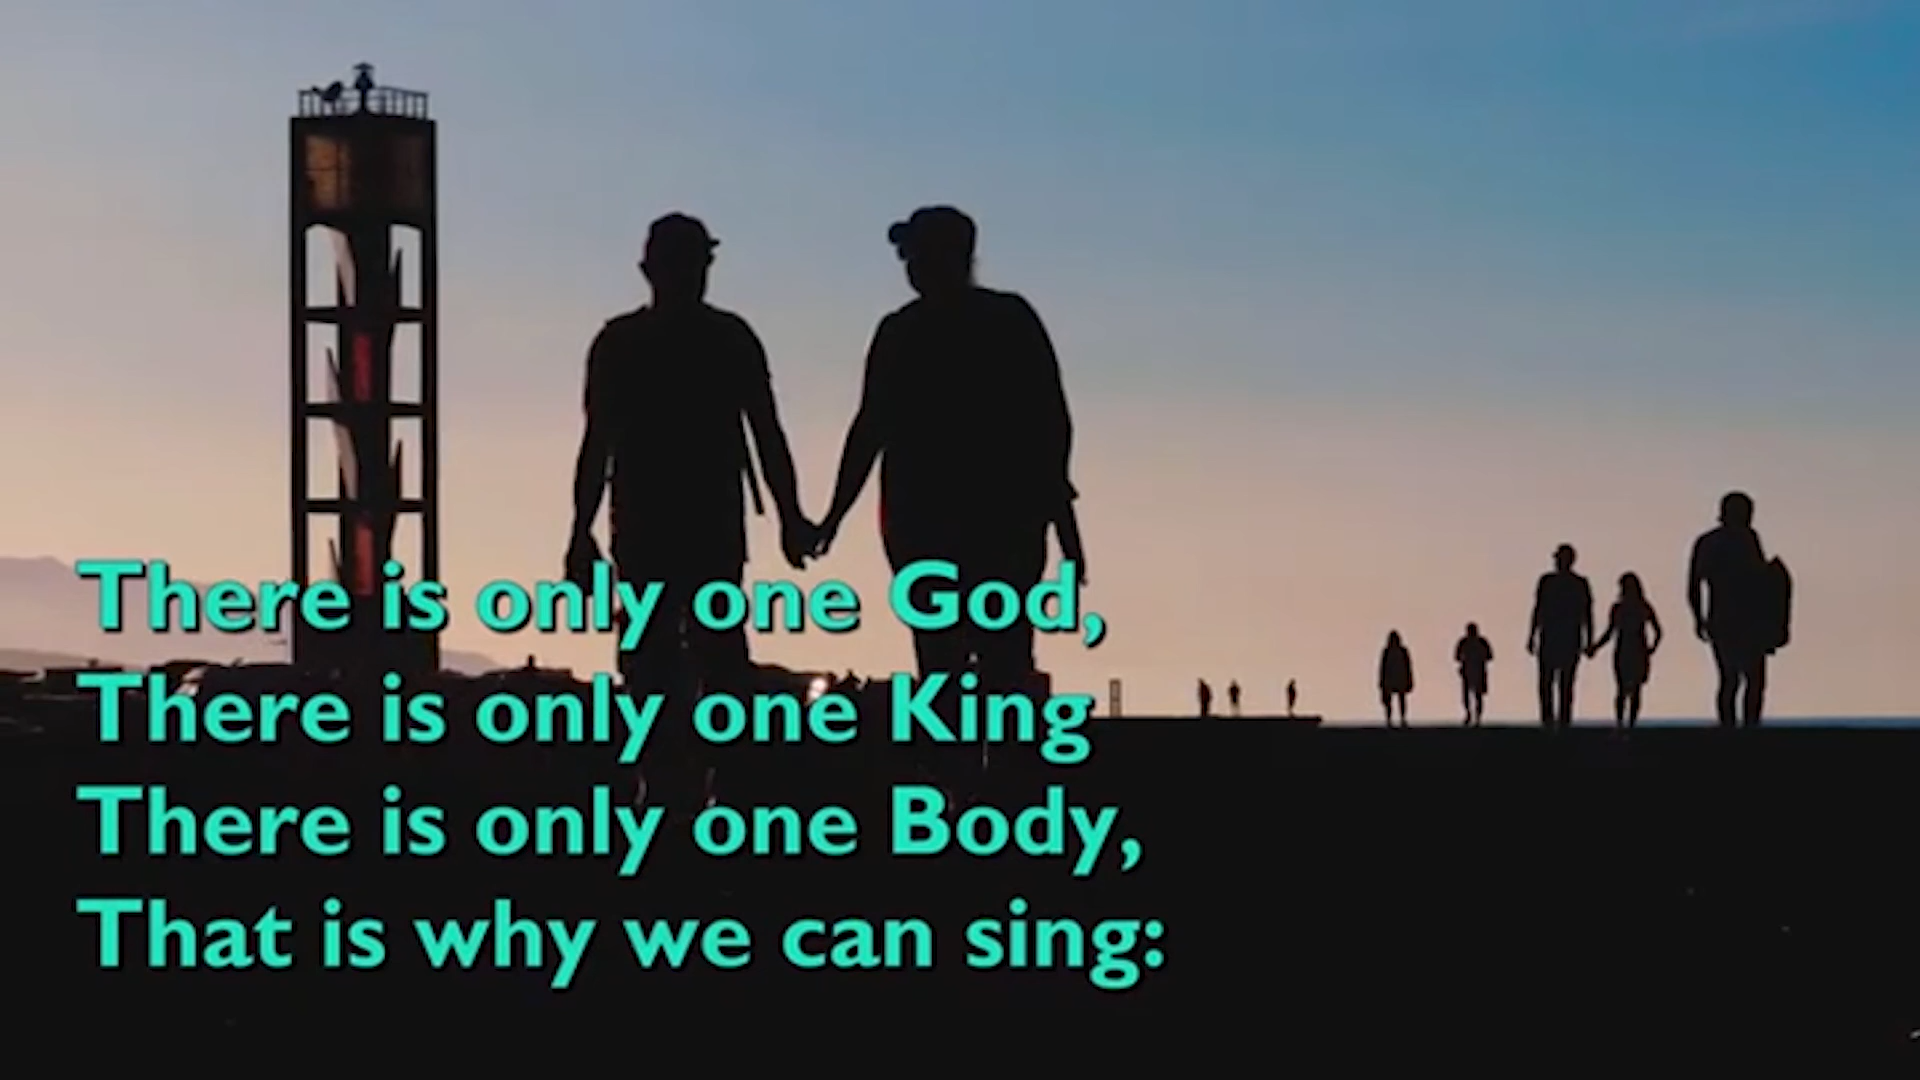 There is only one God,
There is only one King
There is only one Body,
That is why we can sing: